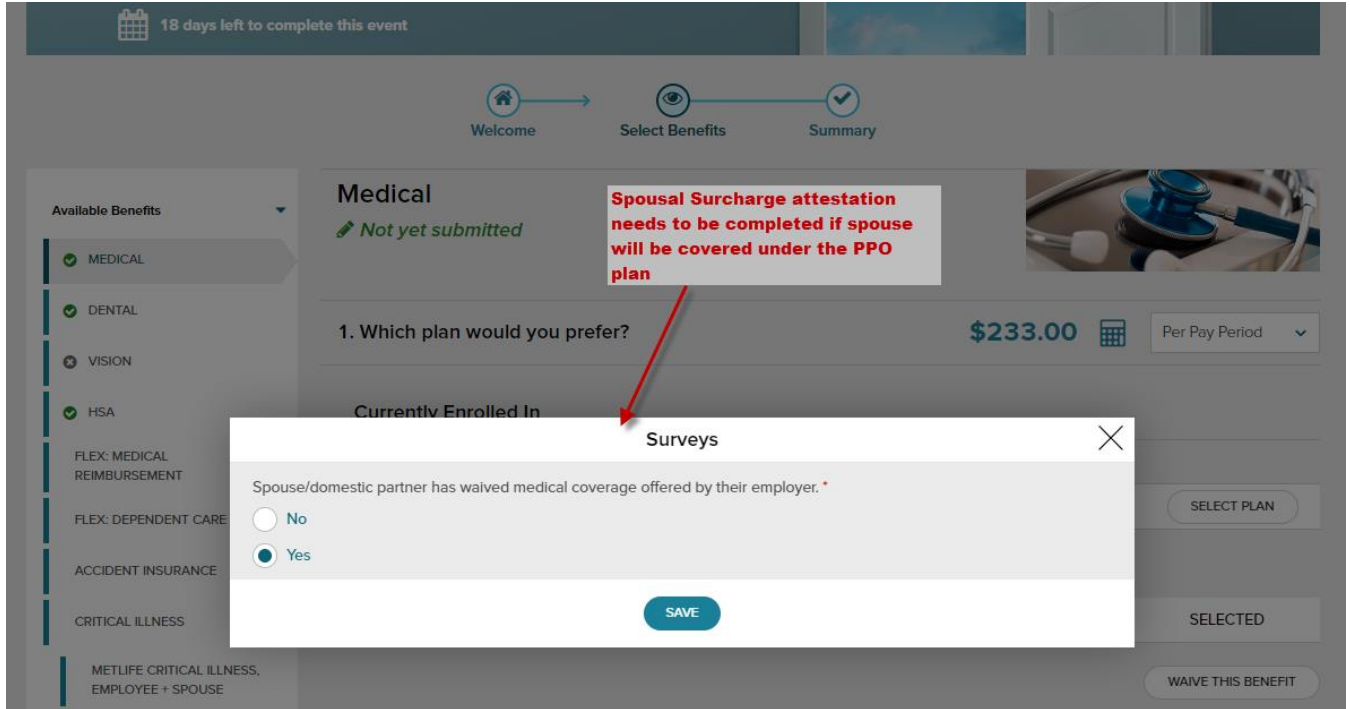 18 days left to complete this event
Welcome
Select Benefits
Summary
Available Benefits
MEDICAL
DENTAL
VISION
HSA
FLEX: MEDICAL
REIMBURSEMENT
FLEX: DEPENDENT CARE
ACCIDENT INSURANCE
CRITICAL ILLNESS
METLIFE CRITICAL ILLNESS,
EMPLOYEE + SPOUSE
Medical
Not yet submitted
Spousal Surcharge attestation
needs to be completed if spouse
will be covered under the PPO
plan
1. Which plan would you prefer?
$233.00
Per Pay Period
Currently Enrolled In
Surveys
Spouse/domestic partner has waived medical coverage offered by their employer. *
No
Yes
SAVE
SELECT PLAN
SELECTED
WAIVE THIS BENEFIT